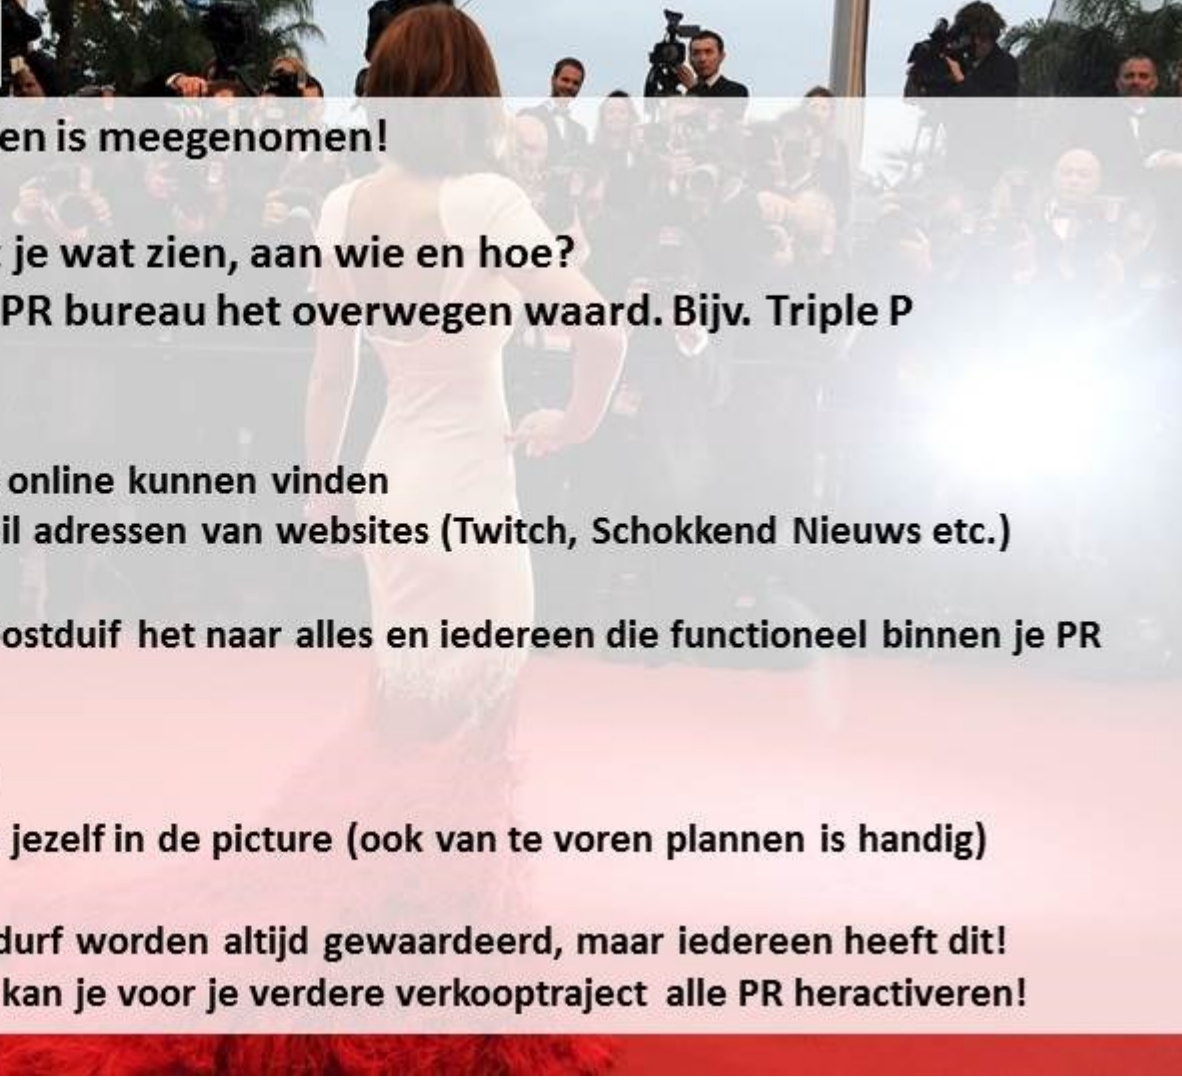 en is meegenomen!
je wat zien, aan wie en hoe?
PR bureau het overwegen waard. Bijv. Triple P
online kunnen vinden
il adressen van websites (Twitch, Schokkend Nieuws etc.)
ostduif het naar alles en iedereen die functioneel binnen je PR
jezelf in de picture (ook van te voren plannen is handig)
durf worden altijd gewaardeerd, maar iedereen heeft dit!
kan je voor je verdere verkooptraject alle PR heractiveren!